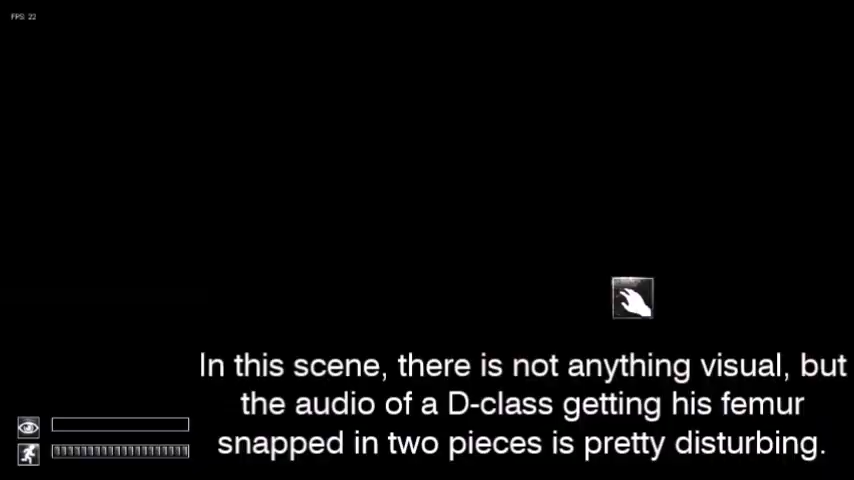 FPS: 22
In this scene, there is not anything visual, but
the audio of a D-class getting his femur
snapped in two pieces is pretty disturbing.